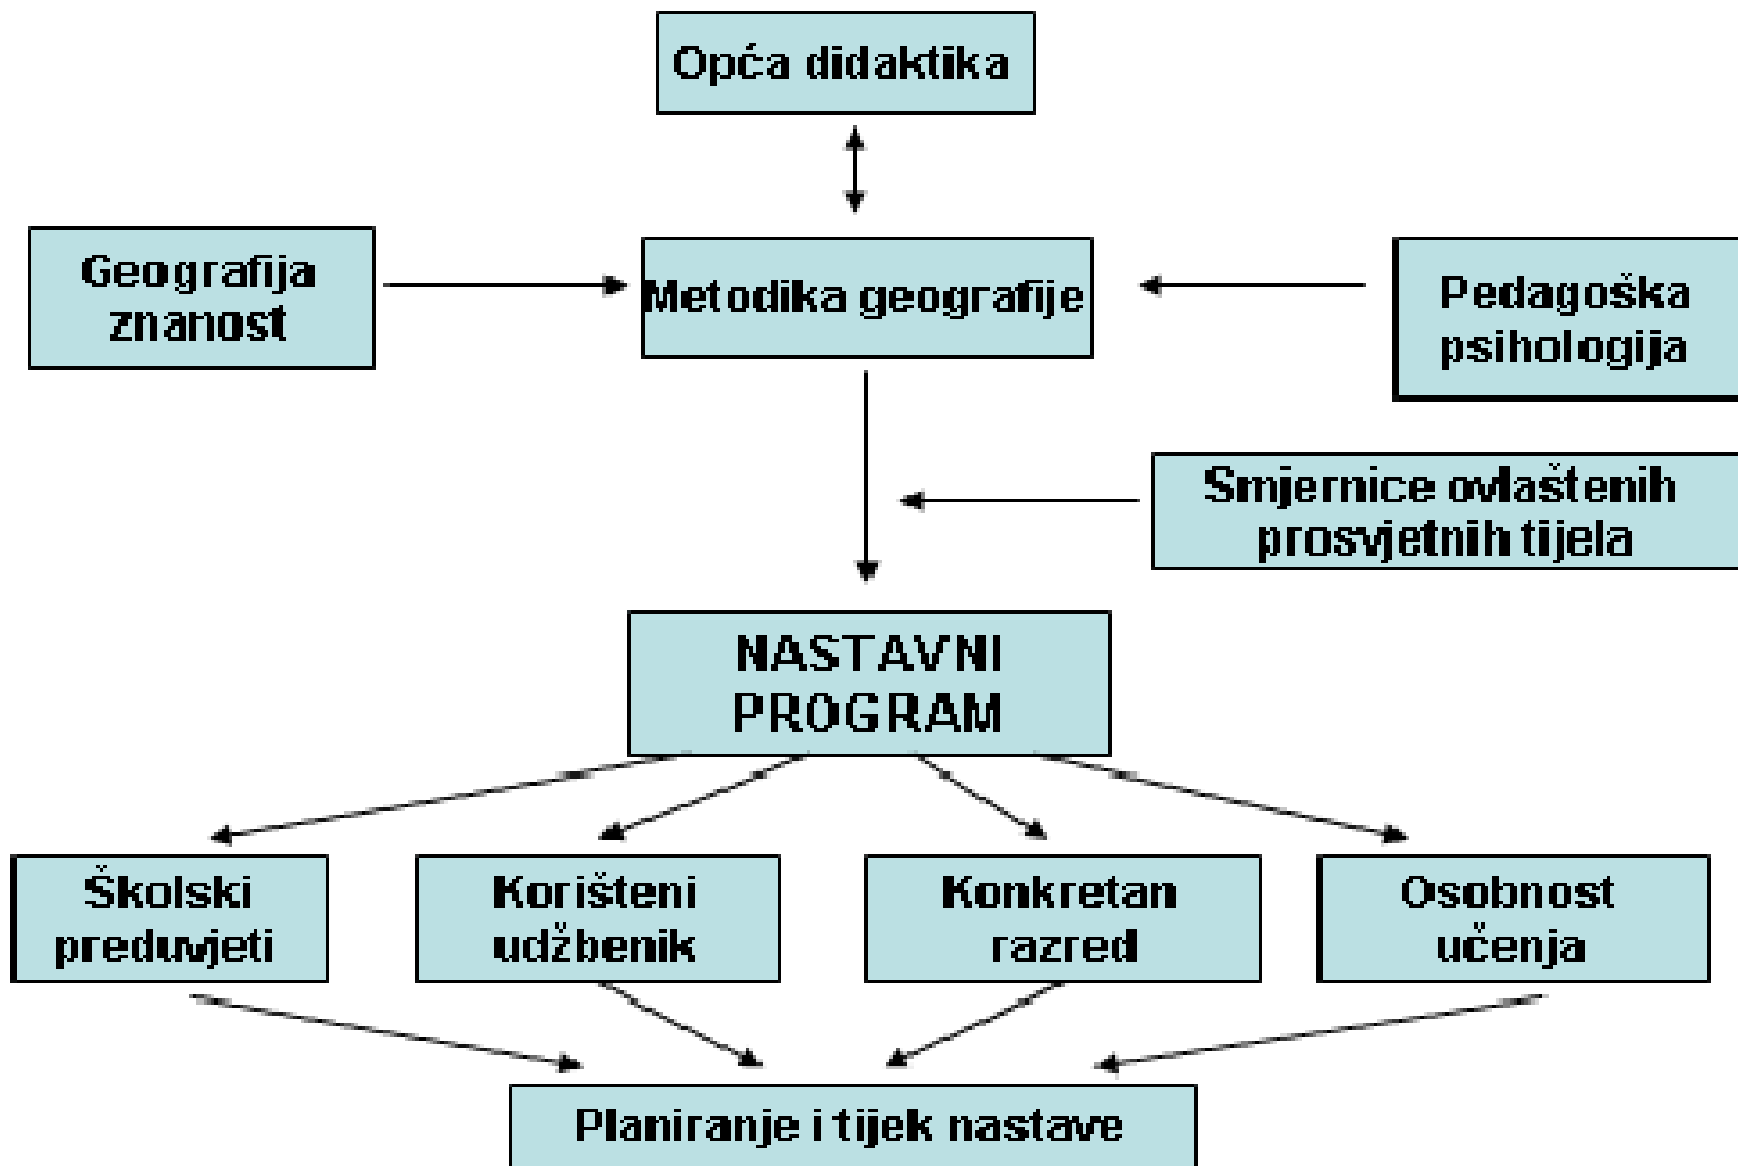 Opća didaktika
Geografija
znanost
Metodika geografije
Pedagoška
psihologija
Smjernice ovlaštenih
prosvjetnih tijela
NASTAVNI
PROGRAM
Školski
preduvjeti
Korišteni
udžbenik
Konkretan
razred
Osobnost
učenja
Planiranje i tijek nastave